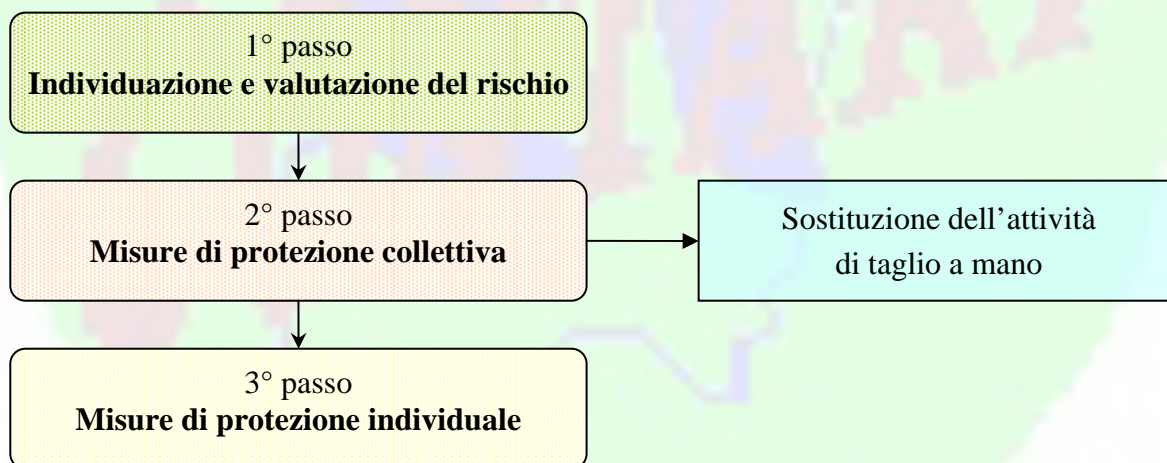 1° passo
Individuazione e valutazione del rischio
2° passo
Misure di protezione collettiva
Sostituzione dell’attività
di taglio a mano
3° passo
Misure di protezione individuale